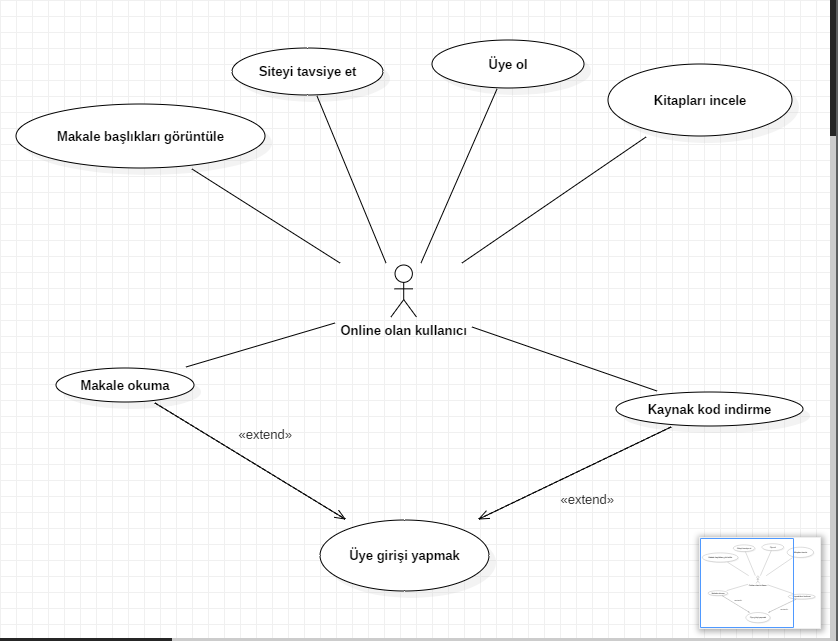 Siteyi tavsiye et
Üye ol
Kitapları incele
Makale başlıkları görüntüle
Online olan kullanıcı
Makale okuma
Kaynak kod indirme
«extend»
«extend»
Üye girişi yapmak